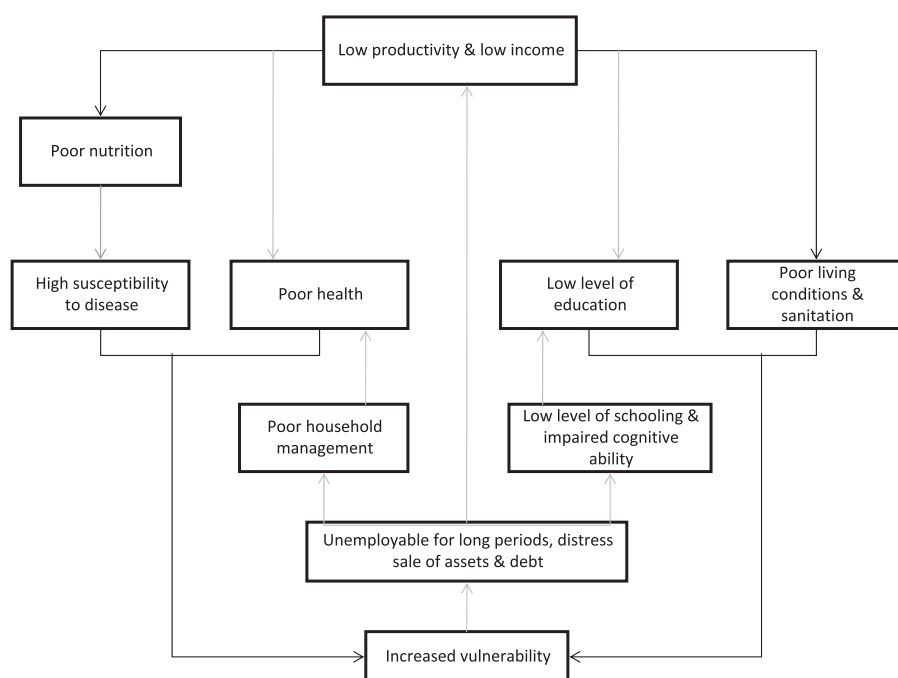 Low productivity & low income
Poor nutrition
High susceptibility
to disease
Poor health
Low level of
education
Poor living
conditions &
sanitation
Poor household
management
Low level of schooling &
impaired cognitive
ability
Unemployable for long periods, distress
sale of assets & debt
Increased vulnerability